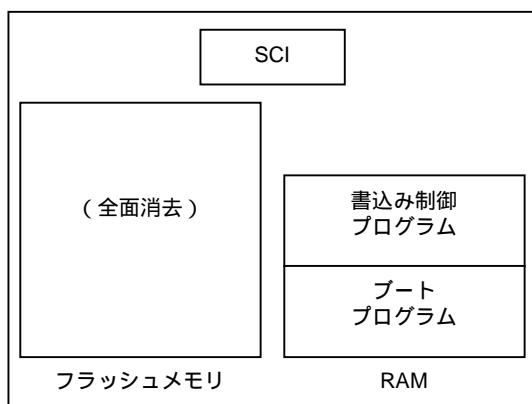 SCI
(全面消去)
書込み制御
プログラム
ブート
プログラム
フラッシュメモリ
RAM